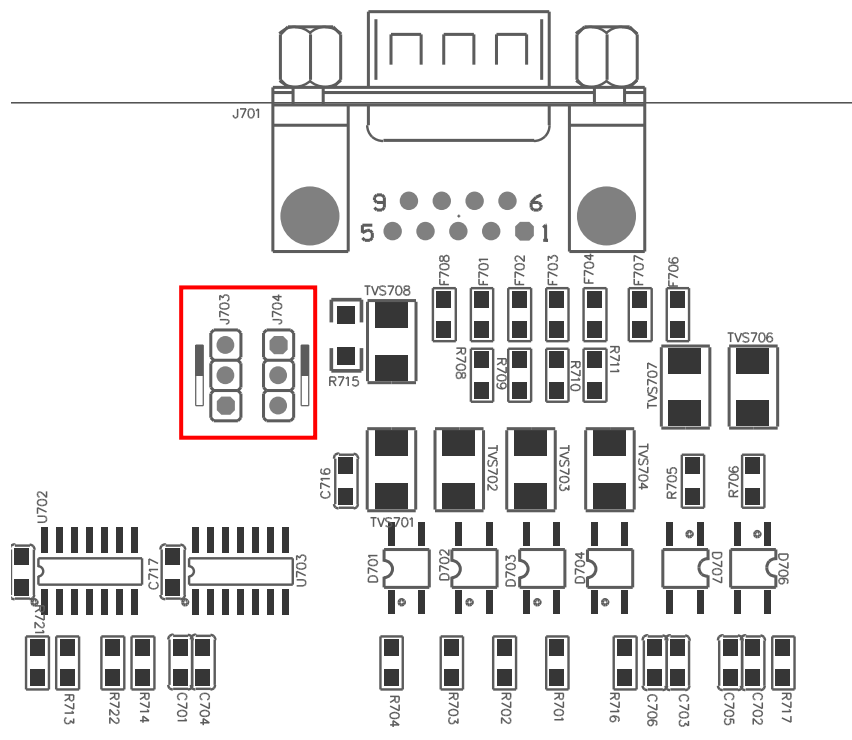 J701
9
6
5
1
F708
F701
F702
F703
F704
F707
F706
J703
J704
TVS708
TVS706
R715
R708
R709
R710
R711
TVS707
C716
TVS701
TVS702
TVS703
TVS704
R705
R706
U702
C717
U703
D701
D702
D703
D704
D707
D706
R721
R713
R722
R714
C701
C704
R704
R703
R702
R701
R716
C706
C703
C705
C702
R717